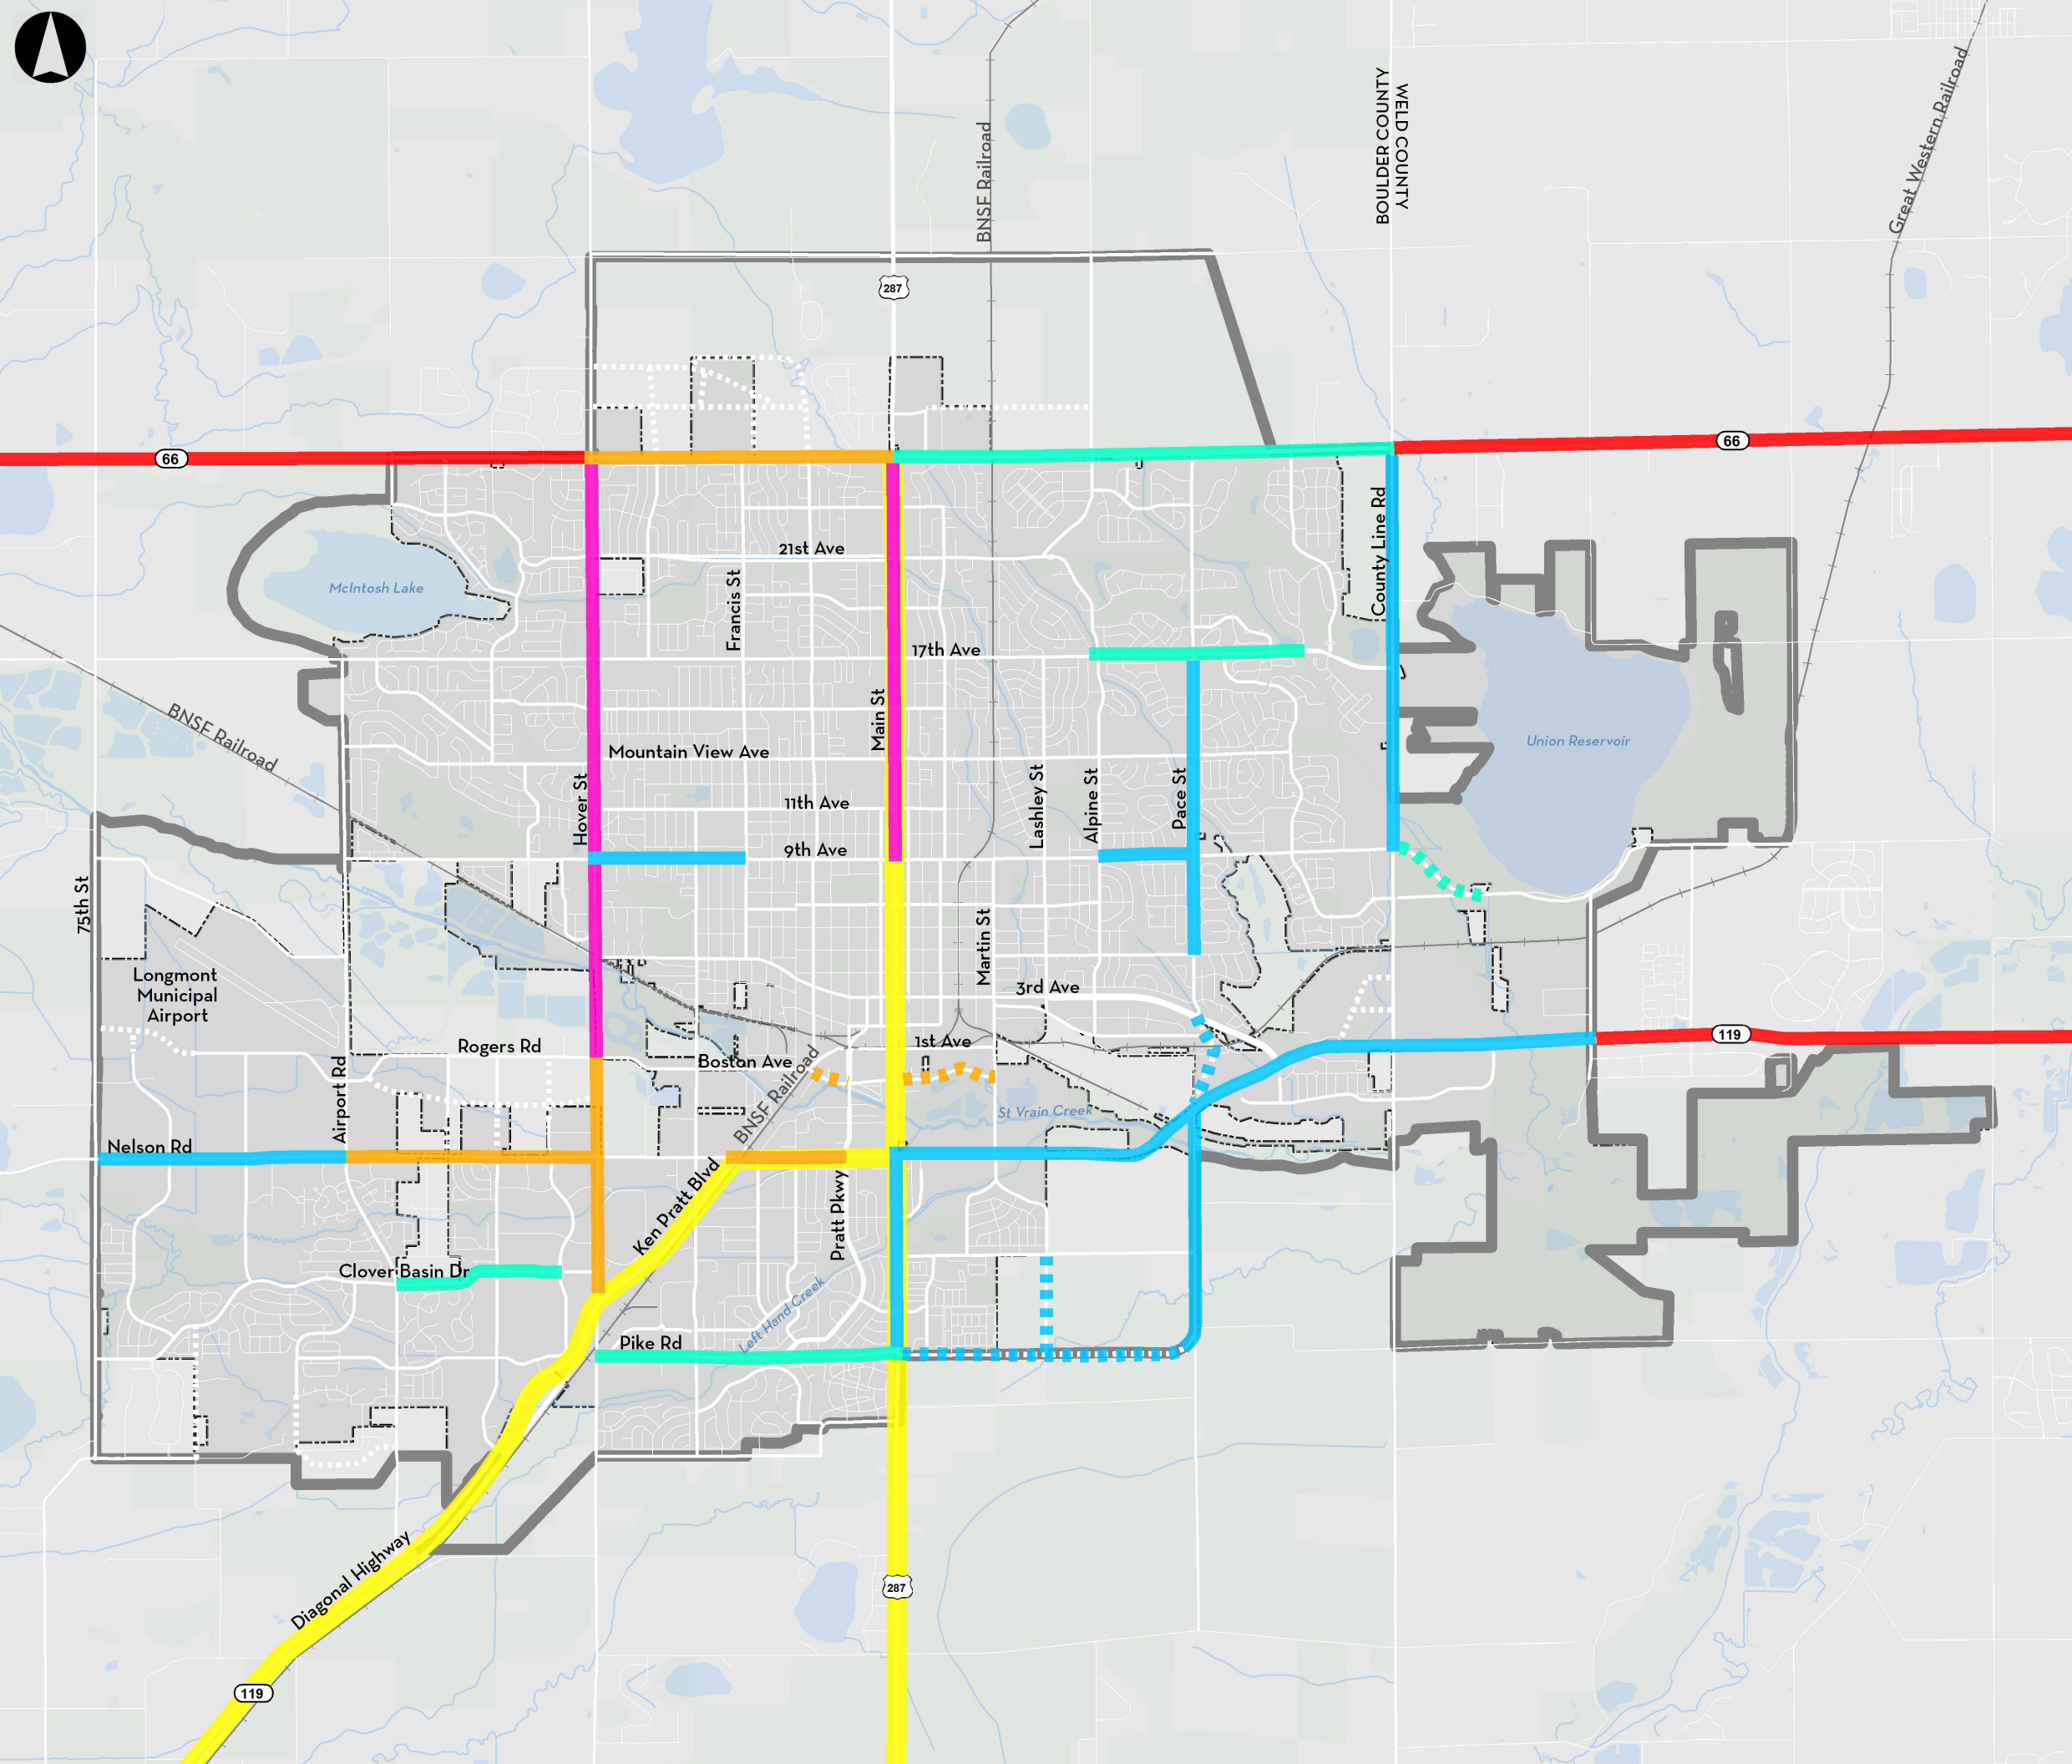 BOULDER COUNTY
WELD COUNTY
BNSF Railroad
Great Western Railroad
287
66
66
21st Ave
McIntosh Lake
Francis St
County Line Rd
17th Ave
BNSF Railroad
Main St
Union Reservoir
Mountain View Ave
Hover St
11th Ave
Lashley St
Alpine St
Pace St
9th Ave
75th St
Martin St
Longmont
Municipal
Airport
3rd Ave
119
Rogers Rd
Boston Ave
1st Ave
Airport Rd
BNSF Railroad
St Vrain Creek
Nelson Rd
Ken Pratt Blvd
Pratt Pkwy
Clover Basin Dr
Left Hand Creek
Pike Rd
Diagonal Highway
287
119